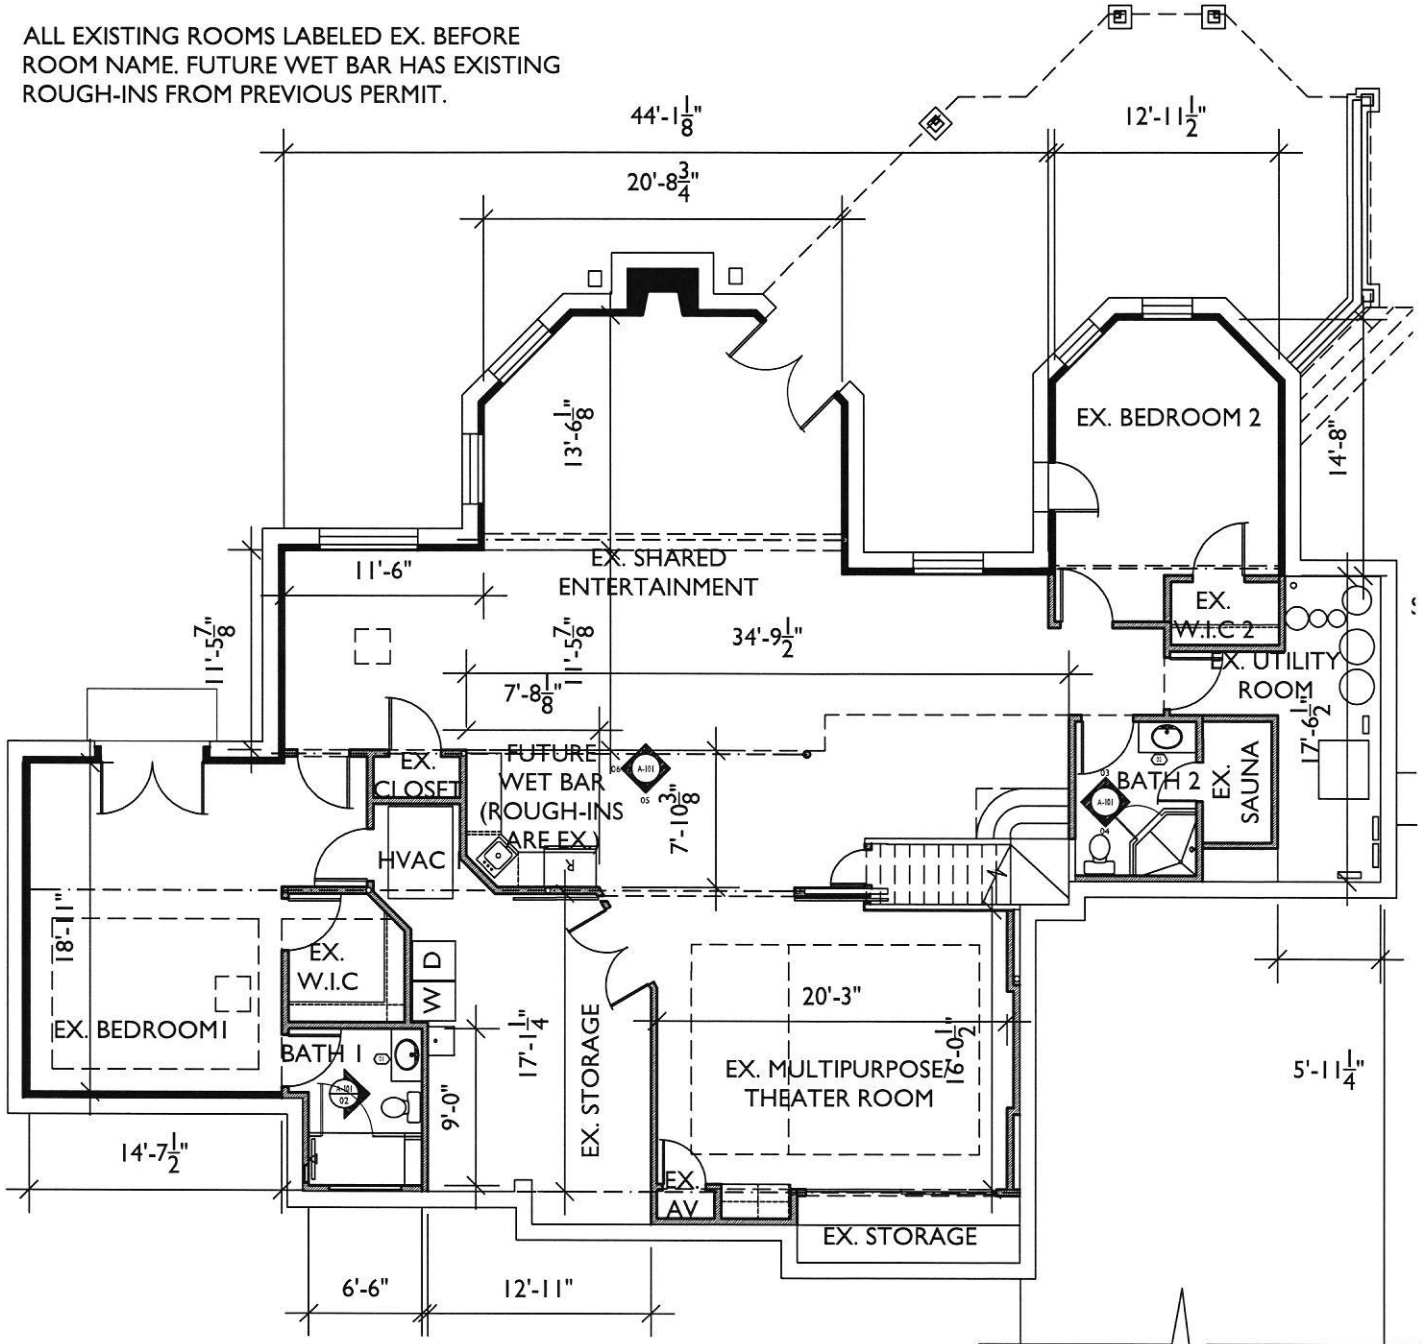 ALL EXISTING ROOMS LABELED EX. BEFORE
ROOM NAME. FUTURE WET BAR HAS EXISTING
ROUGH-INS FROM PREVIOUS PERMIT.
44'-1 1/8"
12'-11 1/2"
20'-8 3/4"
13'-6 1/8"
EX. BEDROOM 2
14'-8"
EX. SHARED
ENTERTAINMENT
11'-6"
11'-5 7/8"
11'-5 7/8"
34'-9 1/2"
EX.
W.I.C 2
EX. UTILITY
ROOM
7'-8 1/8"
17'-6 1/2"
EX.
CLOSET
FUTURE
WET BAR
(ROUGH-INS
ARE EX.)
06
A-101
05
7'-10 3/8"
03
BATH 2
A-101
04
EX.
SAUNA
HVAC
R
18'-11"
EX.
W.I.C
D
W
EX. BEDROOM1
BATH 1
A-101
02
17'-1 1/4"
9'-0"
EX. STORAGE
20'-3"
16'-0 1/2"
EX. MULTIPURPOSE/
THEATER ROOM
5'-11 1/4"
14'-7 1/2"
EX.
AV
EX. STORAGE
6'-6"
12'-11"